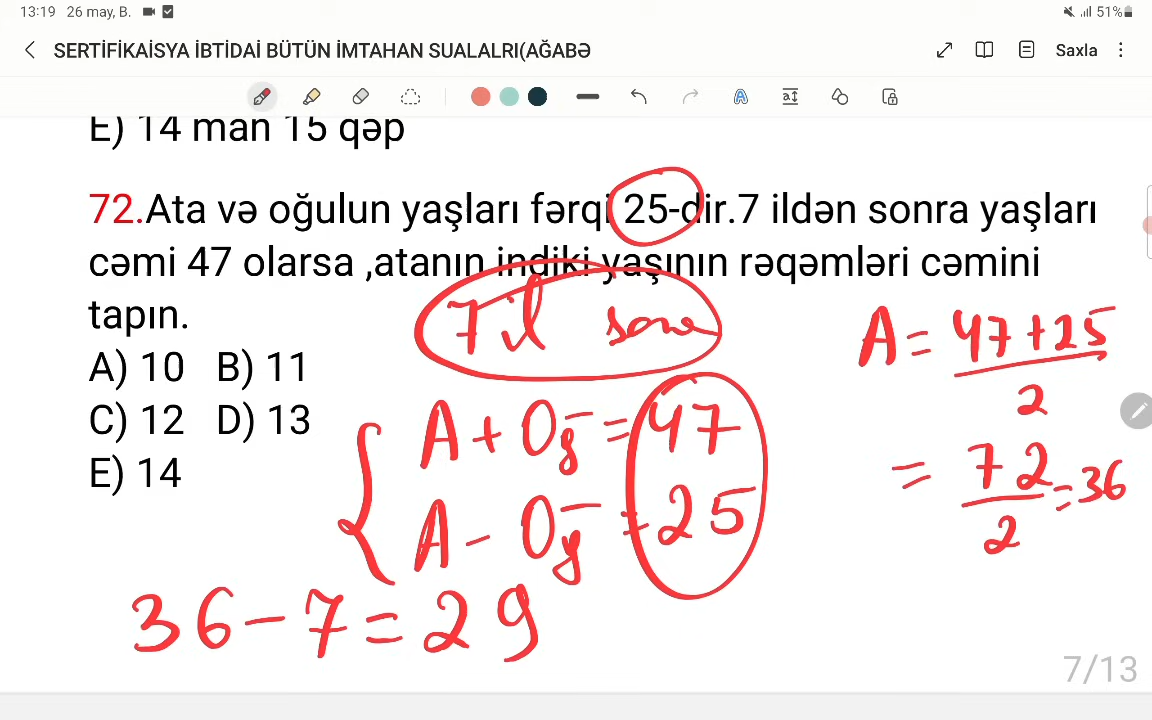 13:19 26 may, B. 51%
SERTİFİKAİSYA İBTİDAİ BÜTÜN İMTAHAN SUALALRI(AĞABƏ Saxla
E) 14 man 15 qəp
72.Ata və oğulun yaşları fərqi 25-dir.7 ildən sonra yaşları
cəmi 47 olarsa ,atanın indiki yaşının rəqəmləri cəmini
tapın.
7 il sonra
A) 10 B) 11
C) 12 D) 13
E) 14
A + Oğ = 47
A - Oğ = 25
A = 47+25
2
= 72 = 36
2
36 - 7 = 29
7/13